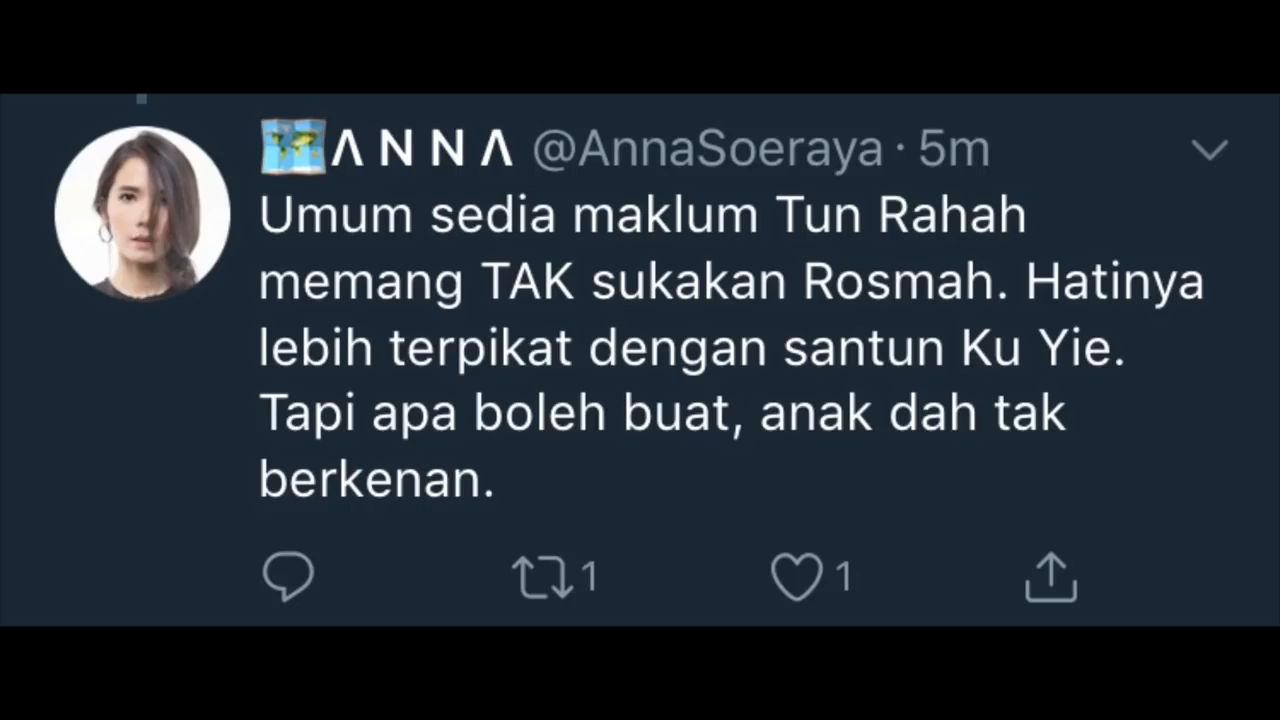 🗺️Λ N N Λ @AnnaSoeraya · 5m
Umum sedia maklum Tun Rahah
memang TAK sukakan Rosmah. Hatinya
lebih terpikat dengan santun Ku Yie.
Tapi apa boleh buat, anak dah tak
berkenan.
1 1